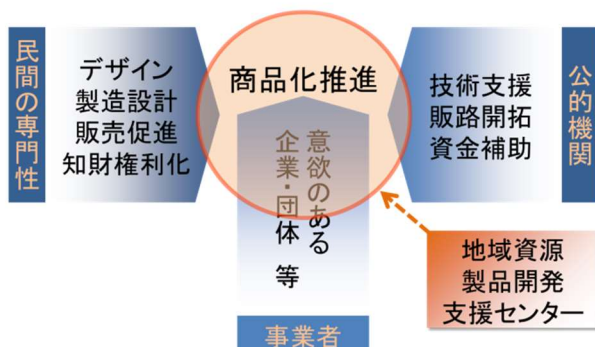 民間の専門性
デザイン
製造設計
販売促進
知財権利化
商品化推進
意欲のある
企業・団体 等
事業者
技術支援
販路開拓
資金補助
公的機関
地域資源
製品開発
支援センター